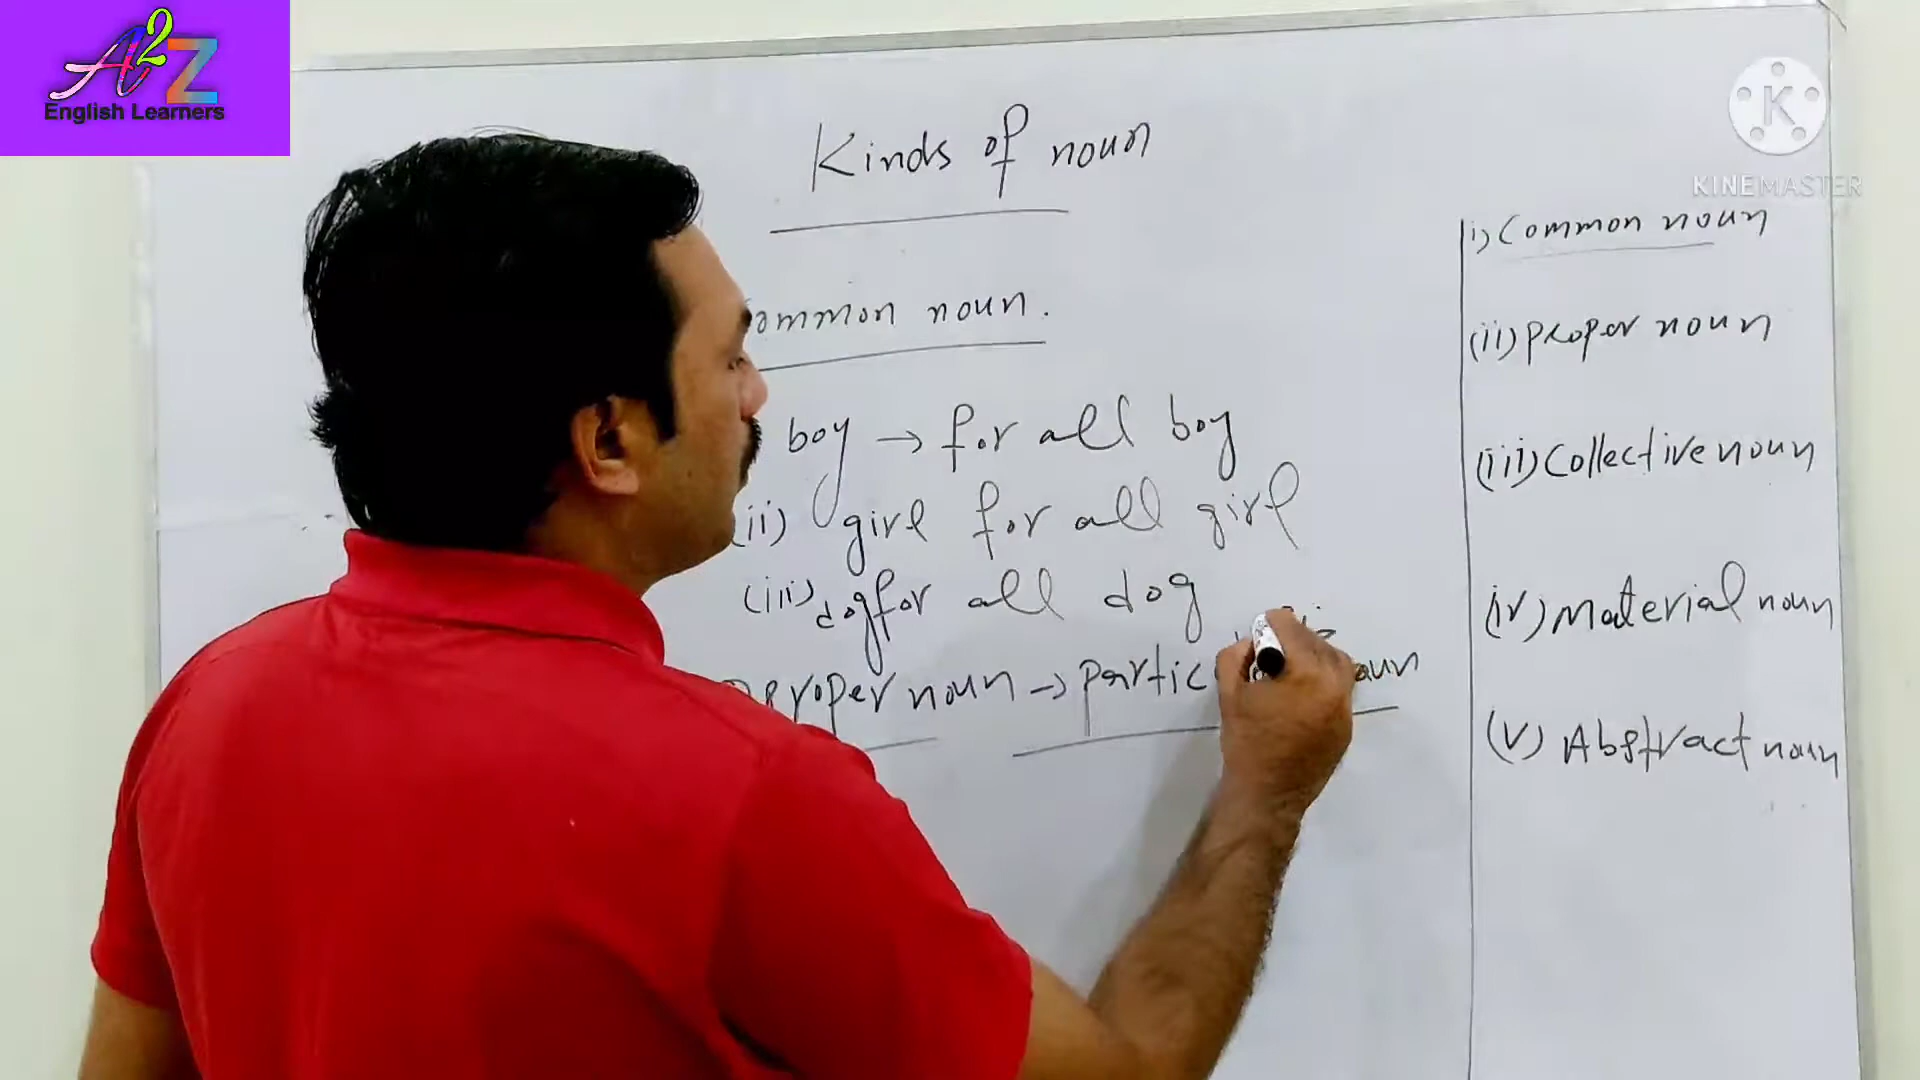 A2Z
English Learners
KINEMASTER
Kinds of noun
ommon noun.
boy → for all boy
(ii) girl for all girl
(iii) dog for all dog
proper noun → partic
i) Common noun
(ii) proper noun
(iii) Collective noun
(iv) Material noun
(v) Abstract noun